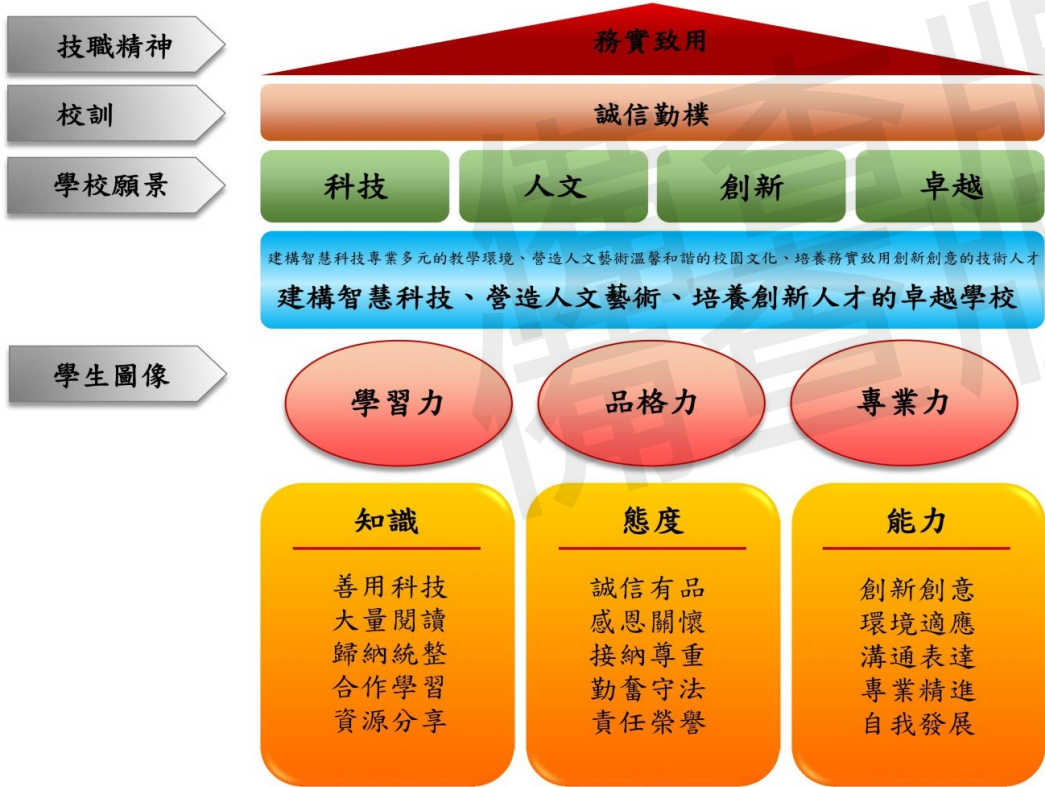 技職精神
務實致用
校訓
誠信勤樸
學校願景
科技
人文
創新
卓越
建構智慧科技專業多元的教學環境、營造人文藝術溫馨和諧的校園文化、培養務實致用創新創意的技術人才
建構智慧科技、營造人文藝術、培養創新人才的卓越學校
學生圖像
學習力
品格力
專業力
知識
善用科技
大量閱讀
歸納統整
合作學習
資源分享
態度
誠信有品
感恩關懷
接納尊重
勤奮守法
責任榮譽
能力
創新創意
環境適應
溝通表達
專業精進
自我發展
備查
備查